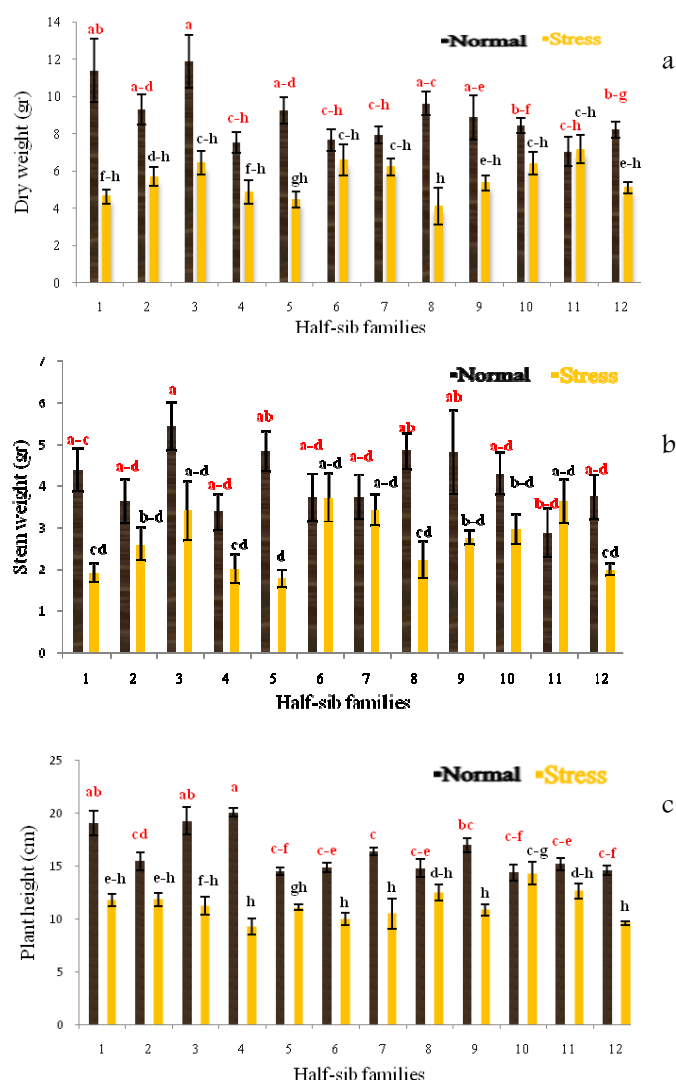 14
12
10
8
6
4
2
0
Dry weight (gr)
Normal Stress
a
ab a-d a c-h a-d c-h c-h a-c a-e b-f c-h b-g
f-h d-h c-h f-h gh c-h c-h h e-h c-h c-h e-h
1 2 3 4 5 6 7 8 9 10 11 12
Half-sib families
7
6
5
4
3
2
1
0
Stem weight (gr)
Normal Stress
b
a-c a-d a a-d ab a-d a-d ab ab a-d b-d a-d
cd b-d a-d cd d a-d a-d cd b-d b-d a-d cd
1 2 3 4 5 6 7 8 9 10 11 12
Half-sib families
25
20
15
10
5
0
Plant height (cm)
Normal Stress
c
ab cd ab a c-f c-e c c-e bc c-f c-e c-f
e-h e-h f-h h gh h h d-h h c-g d-h h
1 2 3 4 5 6 7 8 9 10 11 12
Half-sib families